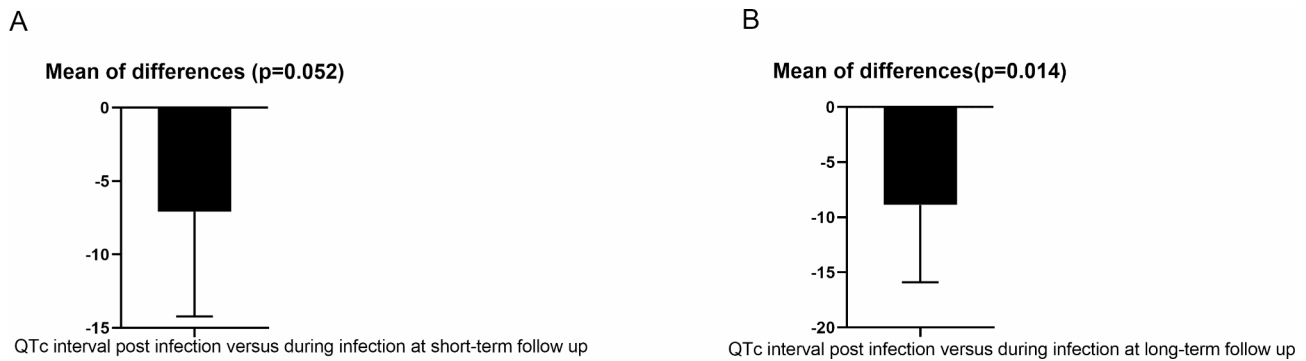 A
Mean of differences (p=0.052)
0
-5
-10
-15
QTc interval post infection versus during infection at short-term follow up
B
Mean of differences(p=0.014)
0
-5
-10
-15
-20
QTc interval post infection versus during infection at long-term follow up